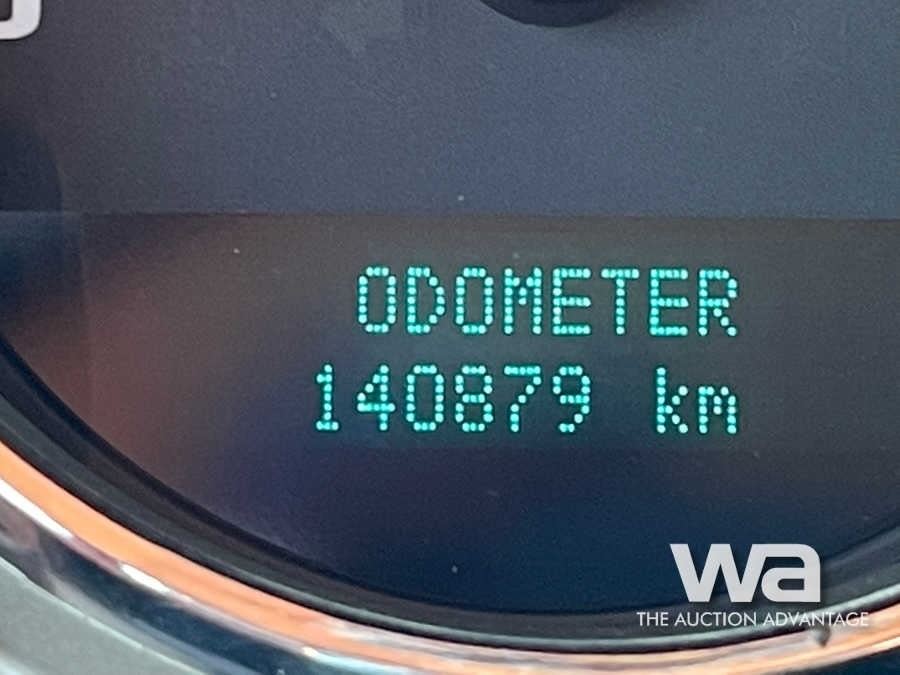 ODOMETER
140879 km
wa
THE AUCTION ADVANTAGE